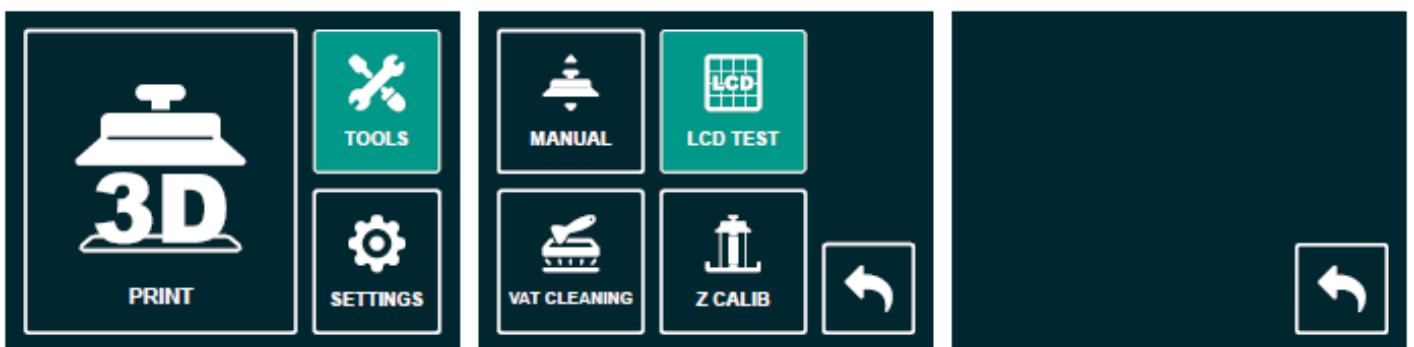 3D
PRINT
TOOLS
SETTINGS
MANUAL
LCD
LCD TEST
VAT CLEANING
Z CALIB